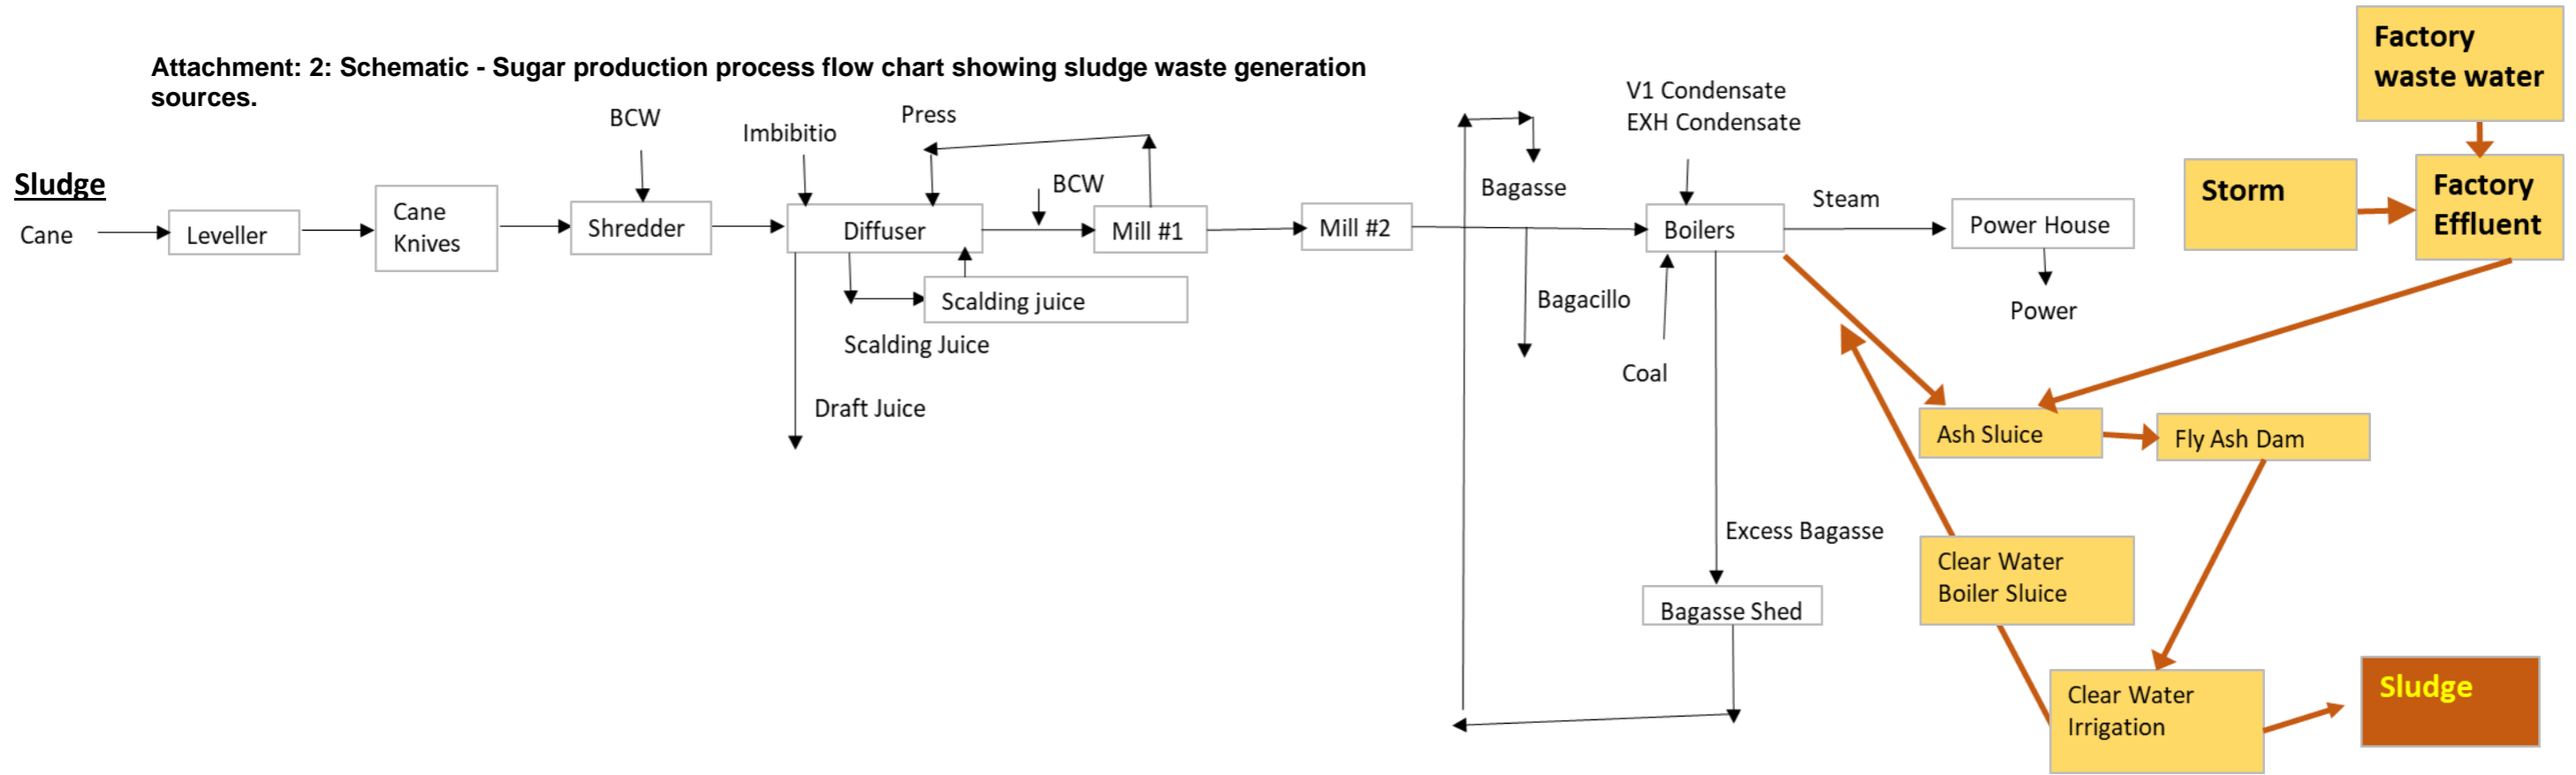 Attachment: 2: Schematic - Sugar production process flow chart showing sludge waste generation
sources.
Factory
waste water
Storm
Factory
Effluent
BCW
Imbibitio
Press
BCW
V1 Condensate
EXH Condensate
Sludge
Cane
Leveller
Cane
Knives
Shredder
Diffuser
Mill #1
Mill #2
Bagasse
Boilers
Steam
Power House
Power
Scalding juice
Scalding Juice
Draft Juice
Bagacillo
Coal
Ash Sluice
Fly Ash Dam
Excess Bagasse
Bagasse Shed
Clear Water
Boiler Sluice
Clear Water
Irrigation
Sludge